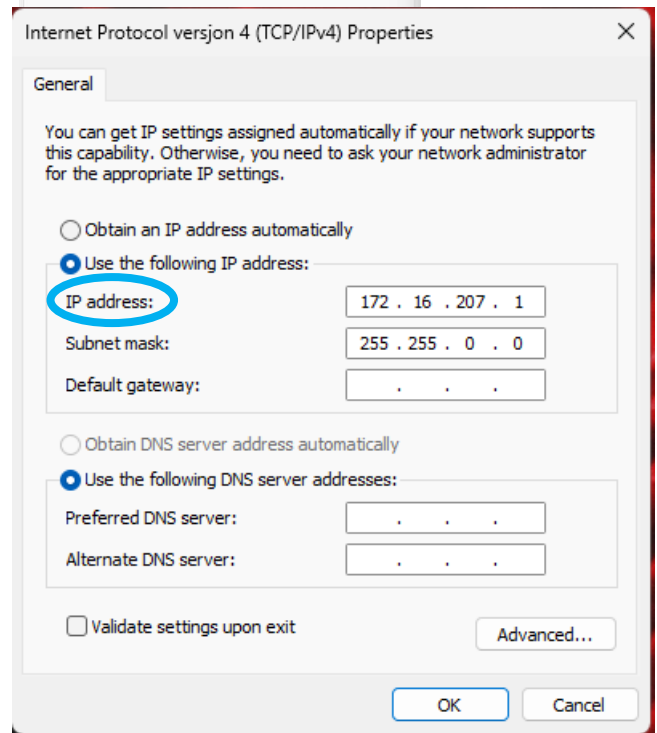 Internet Protocol versjon 4 (TCP/IPv4) Properties
General
You can get IP settings assigned automatically if your network supports
this capability. Otherwise, you need to ask your network administrator
for the appropriate IP settings.
Obtain an IP address automatically
Use the following IP address:
IP address: 172 . 16 . 207 . 1
Subnet mask: 255 . 255 . 0 . 0
Default gateway: . . .
Obtain DNS server address automatically
Use the following DNS server addresses:
Preferred DNS server: . . .
Alternate DNS server: . . .
Validate settings upon exit
Advanced...
OK Cancel